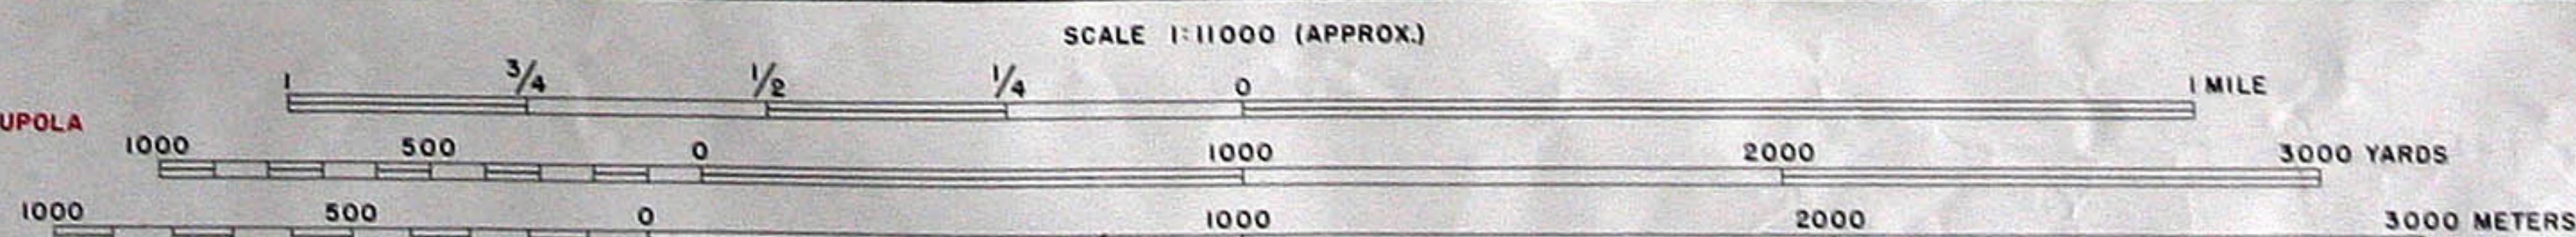 SCALE 1:11000 (APPROX.)
1 3/4 1/2 1/4 0 1 MILE
UPOLA
1000 500 0 1000 2000 3000 YARDS
1000 500 0 1000 2000 3000 METERS